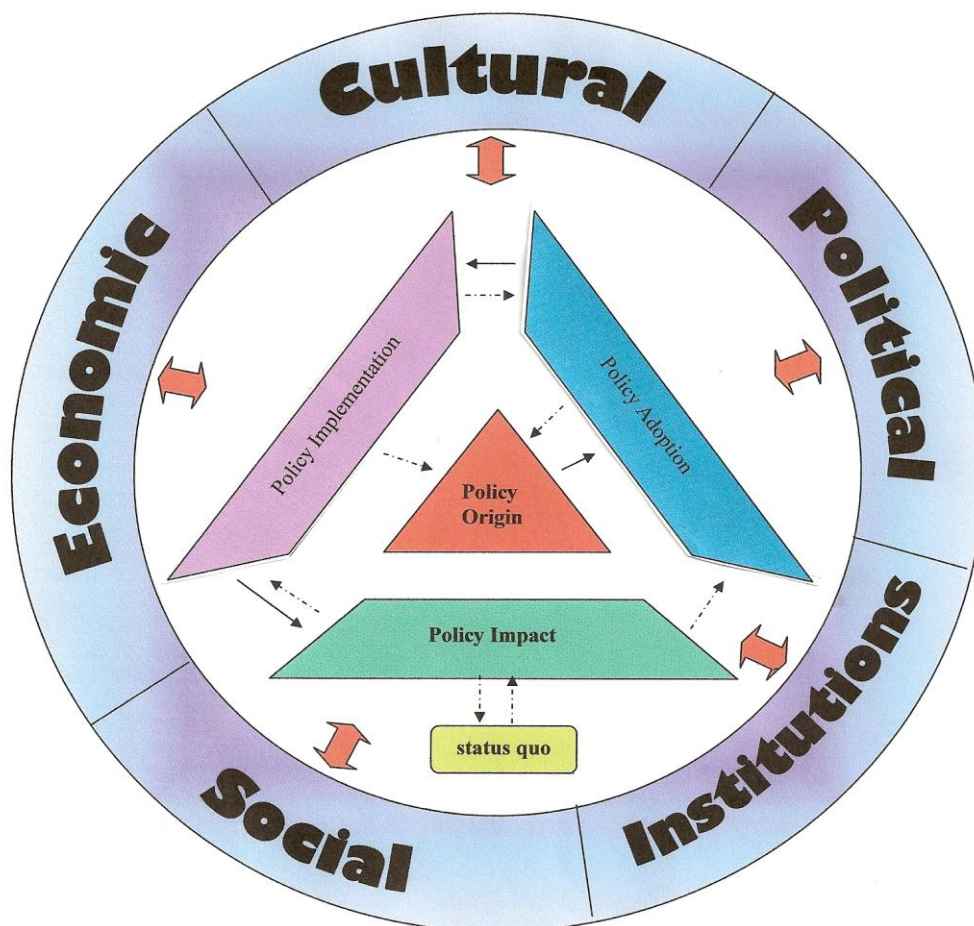 Cultural
Political
Economic
Policy Implementation
Policy Adoption
Policy
Origin
Policy Impact
status quo
Institutions
Social